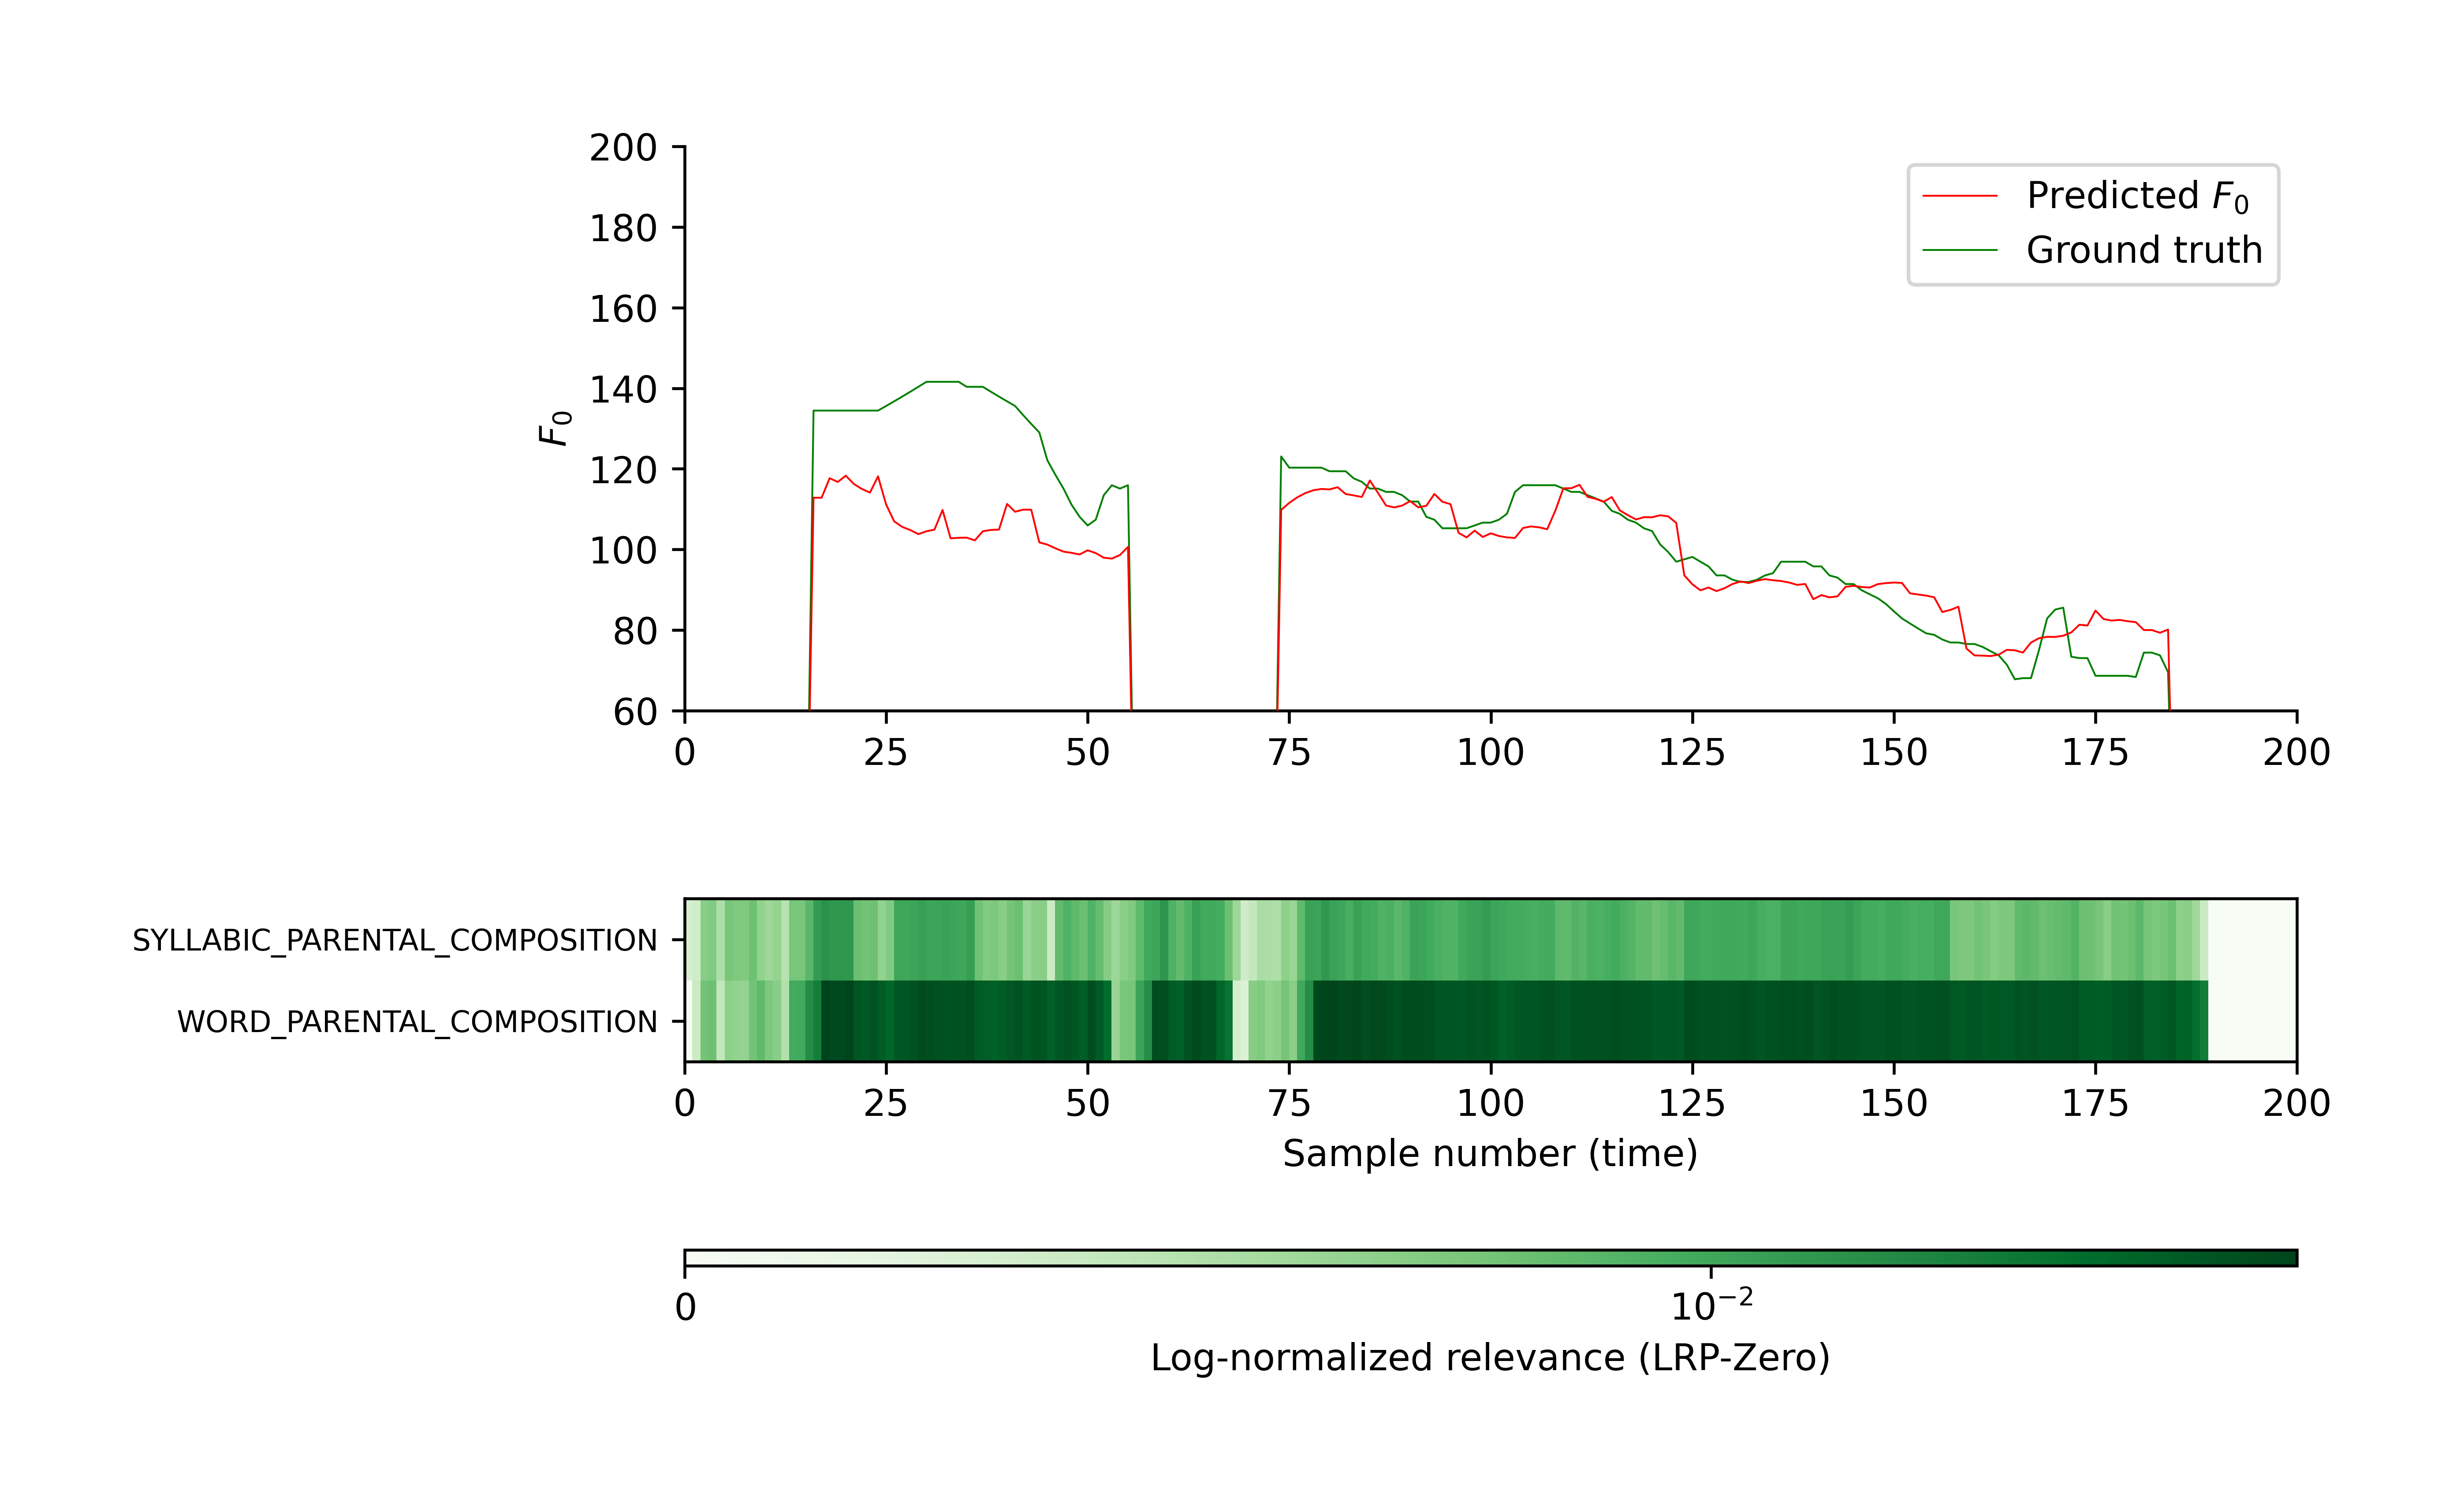 200
180
160
140
120
100
80
60
F₀
Predicted F₀
Ground truth
0 25 50 75 100 125 150 175 200
SYLLABIC_PARENTAL_COMPOSITION
WORD_PARENTAL_COMPOSITION
0 25 50 75 100 125 150 175 200
Sample number (time)
0 10⁻²
Log-normalized relevance (LRP-Zero)